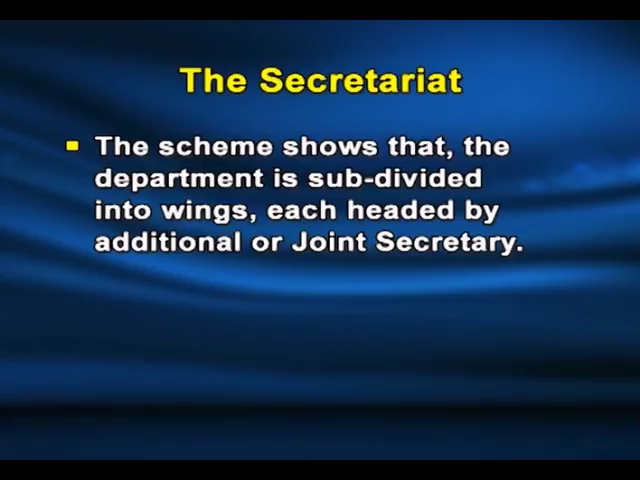 The Secretariat
The scheme shows that, the
department is sub-divided
into wings, each headed by
additional or Joint Secretary.